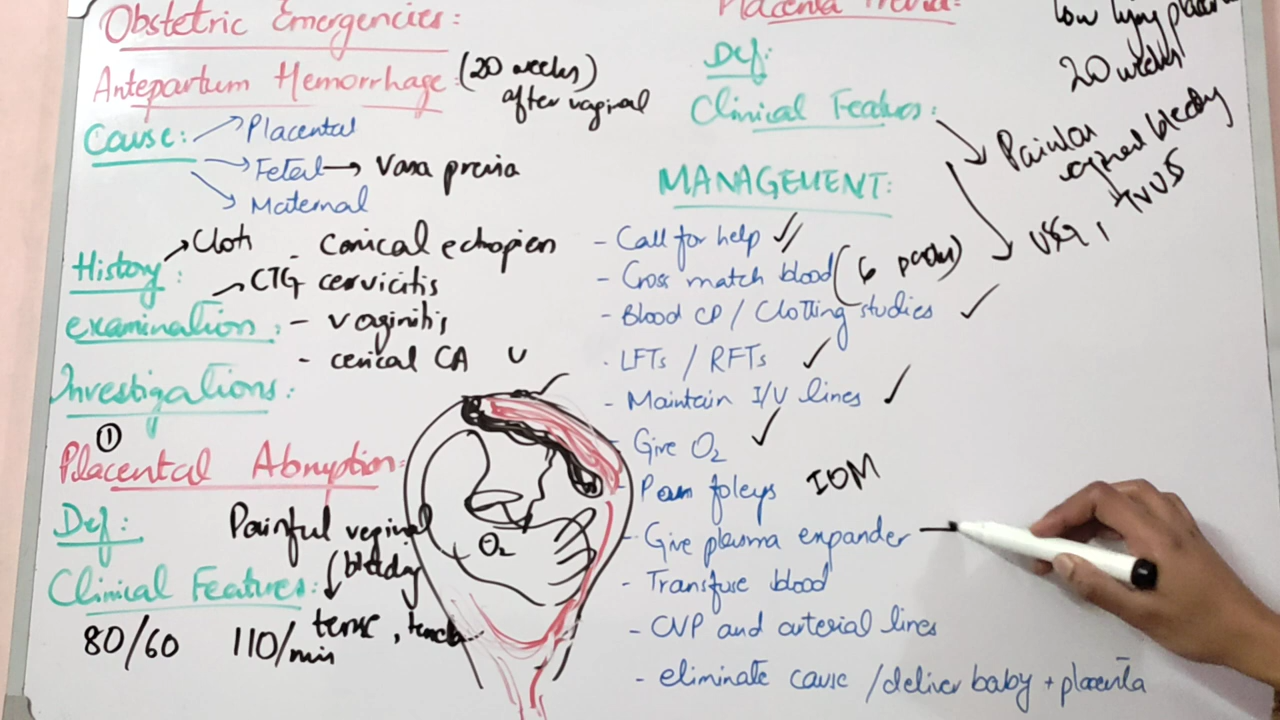 Obstetric Emergencies:
Antepartum Hemorrhage: (20 weeks)
after vaginal
Cause: Placental
Fetal → Vasa previa
Maternal
Clots - cervical ectropion
History:
CTG cervicitis
examination: - vaginitis
- cervical CA
Investigations:
①
Placental Abruption:
Def: Painful vaginal
bleeding
Clinical Features:
tense,
80/60 110/min
O2
Placenta Previa:
low lying placenta
20 weeks
Def:
Clinical Features:
Painless
vaginal bleeding
USG, TVUS
MANAGEMENT:
- Call for help
- Cross match blood (6
- Blood CP / Clotting studies
- LFTs / RFTs
- Maintain I/V lines
- Give O2
- Pass foleys IOM
- Give plasma expander -
- Transfuse blood
- CVP and arterial lines
- eliminate cause / deliver baby + placenta